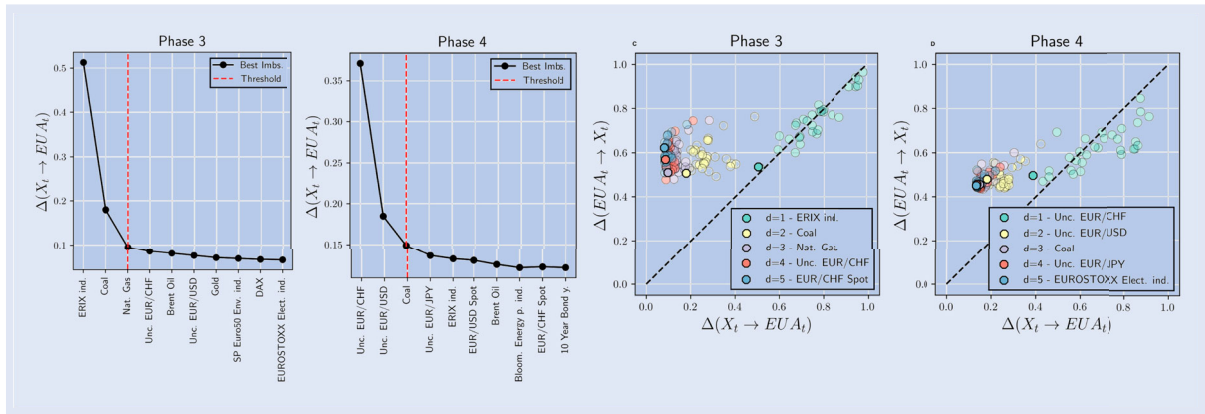 Phase 3
0.5
0.4
0.3
0.2
0.1
Δ(X_t → EUA_t)
Best Imbs.
Threshold
ERIX ind.
Coal
Nat. Gas
Unc. EUR/CHF
Brent Oil
Unc. EUR/USD
Gold
SP Euro50 Env. ind.
DAX
EUROSTOXX Elect. ind.
Phase 4
0.35
0.30
0.25
0.20
0.15
Δ(X_t → EUA_t)
Best Imbs.
Threshold
Unc. EUR/CHF
Unc. EUR/USD
Coal
Unc. EUR/JPY
ERIX ind.
EUR/USD Spot
Brent Oil
Bloom. Energy p. ind.
EUR/CHF Spot
10 Year Bond y.
C
Phase 3
1.0
0.8
0.6
0.4
0.2
0.0
Δ(EUA_t → X_t)
d=1 - ERIX ind.
d=2 - Coal
d=3 - Nat. Gas
d=4 - Unc. EUR/CHF
d=5 - EUR/CHF Spot
0.0 0.2 0.4 0.6 0.8 1.0
Δ(X_t → EUA_t)
D
Phase 4
1.0
0.8
0.6
0.4
0.2
0.0
Δ(EUA_t → X_t)
d=1 - Unc. EUR/CHF
d=2 - Unc. EUR/USD
d=3 - Coal
d=4 - Unc. EUR/JPY
d=5 - EUROSTOXX Elect. ind.
0.0 0.2 0.4 0.6 0.8 1.0
Δ(X_t → EUA_t)